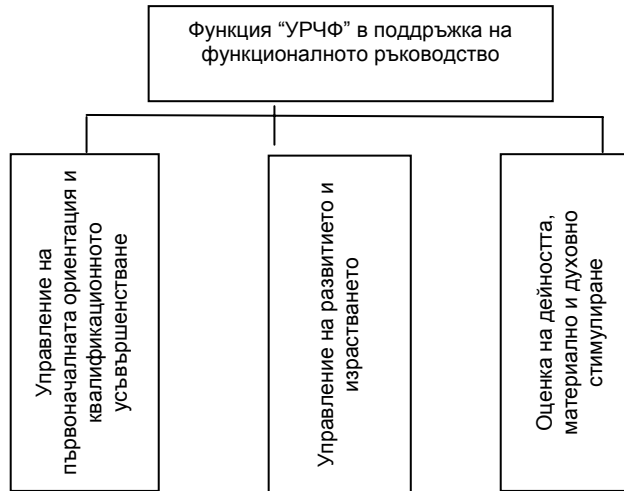 Функция “УРЧФ” в поддръжка на
функционалното ръководство
Управление на
първоначалната ориентация и
квалификационното
усъвършенстване
Управление на развитието и
израстването
Оценка на дейността,
материално и духовно
стимулиране